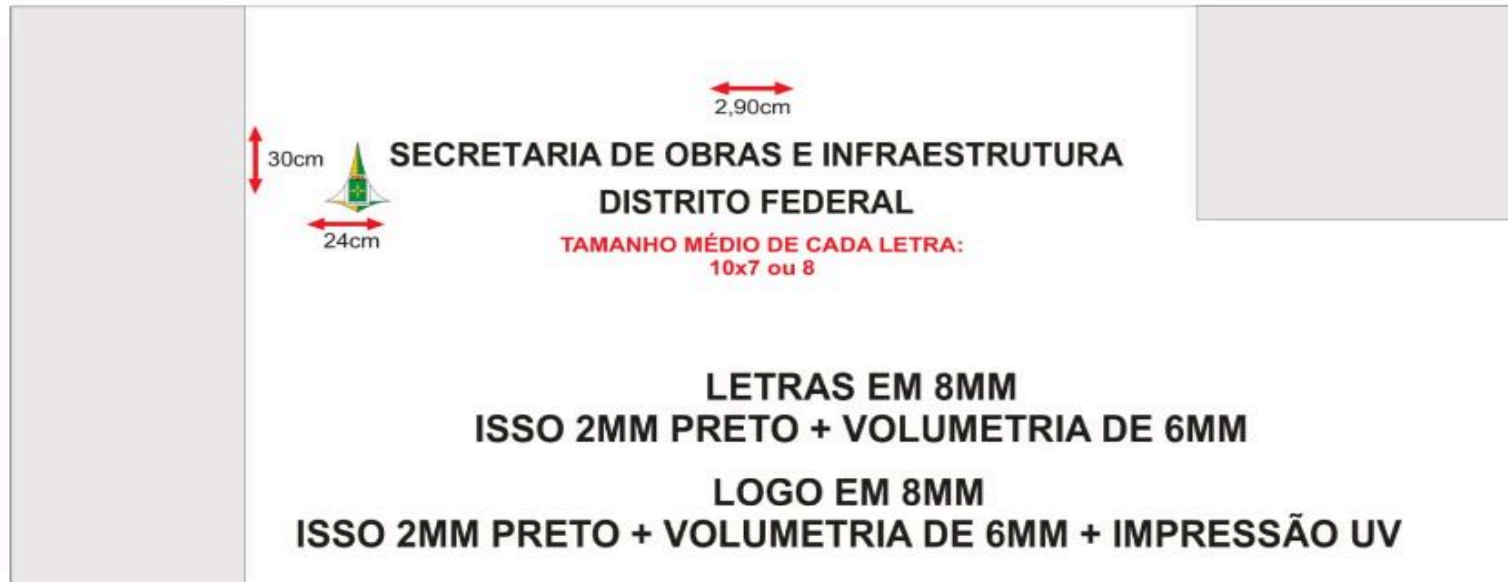 2,90cm
30cm
SECRETARIA DE OBRAS E INFRAESTRUTURA
DISTRITO FEDERAL
24cm
TAMANHO MÉDIO DE CADA LETRA:
10x7 ou 8
LETRAS EM 8MM
ISSO 2MM PRETO + VOLUMETRIA DE 6MM
LOGO EM 8MM
ISSO 2MM PRETO + VOLUMETRIA DE 6MM + IMPRESSÃO UV